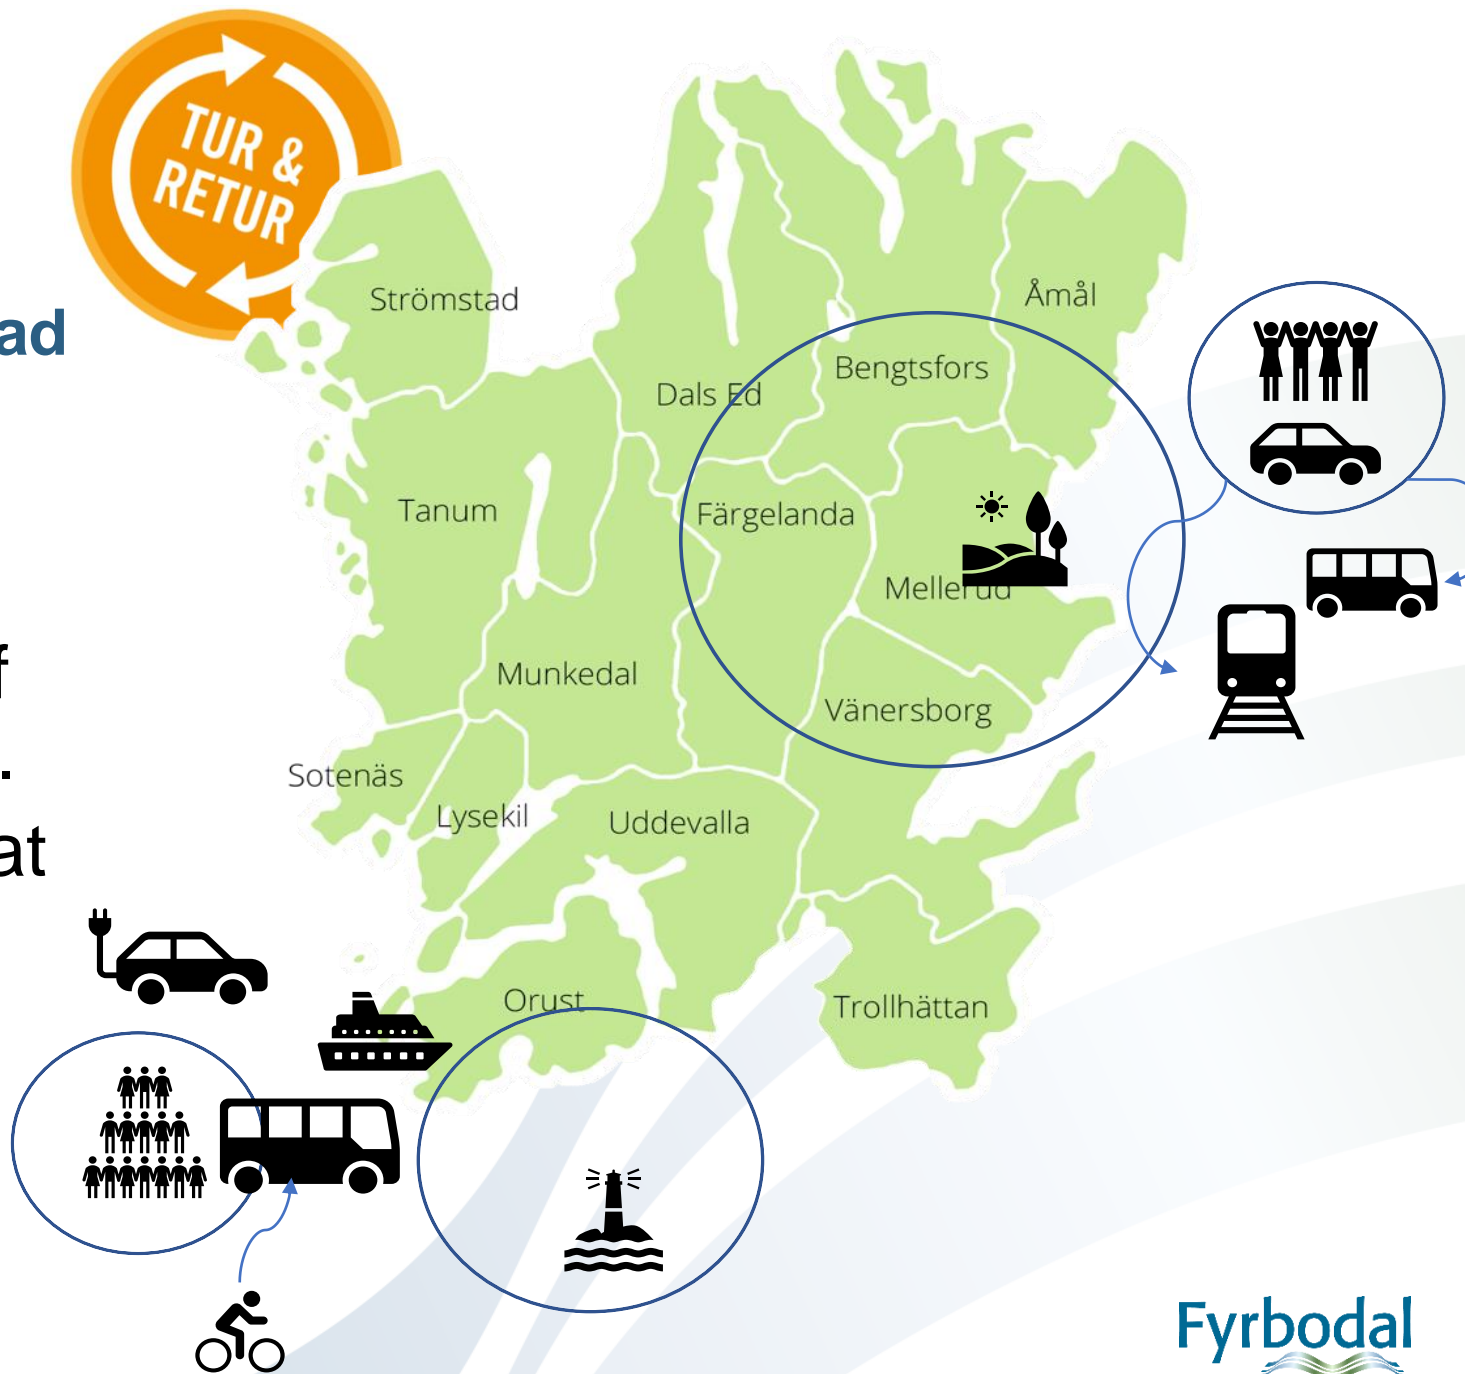 TUR &
RETUR
Strömstad
Åmål
ad
Bengtsfors
Dals Ed
Tanum
Färgelanda
Mellerud
f
Munkedal
Vänersborg
.
Sotenäs
Lysekil
Uddevalla
at
Orust
Trollhättan
Fyrbodal